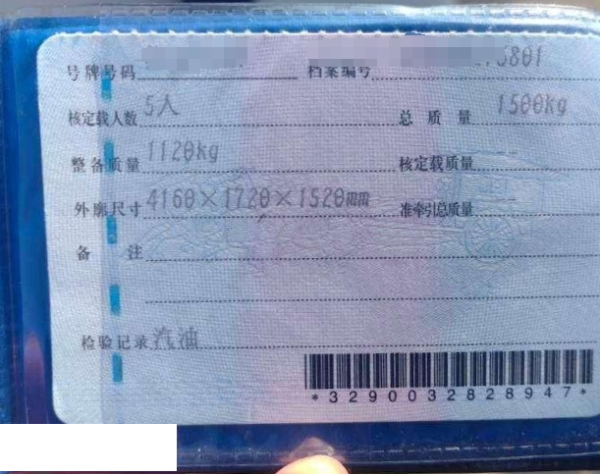 号牌号码 档案编号 6801
核定载人数 5人 总质量 1500kg
整备质量 1120kg 核定载质量 --
外廓尺寸 4160×1720×1520mm 准牵引总质量 --
备注
检验记录 汽油
*3290032828947*